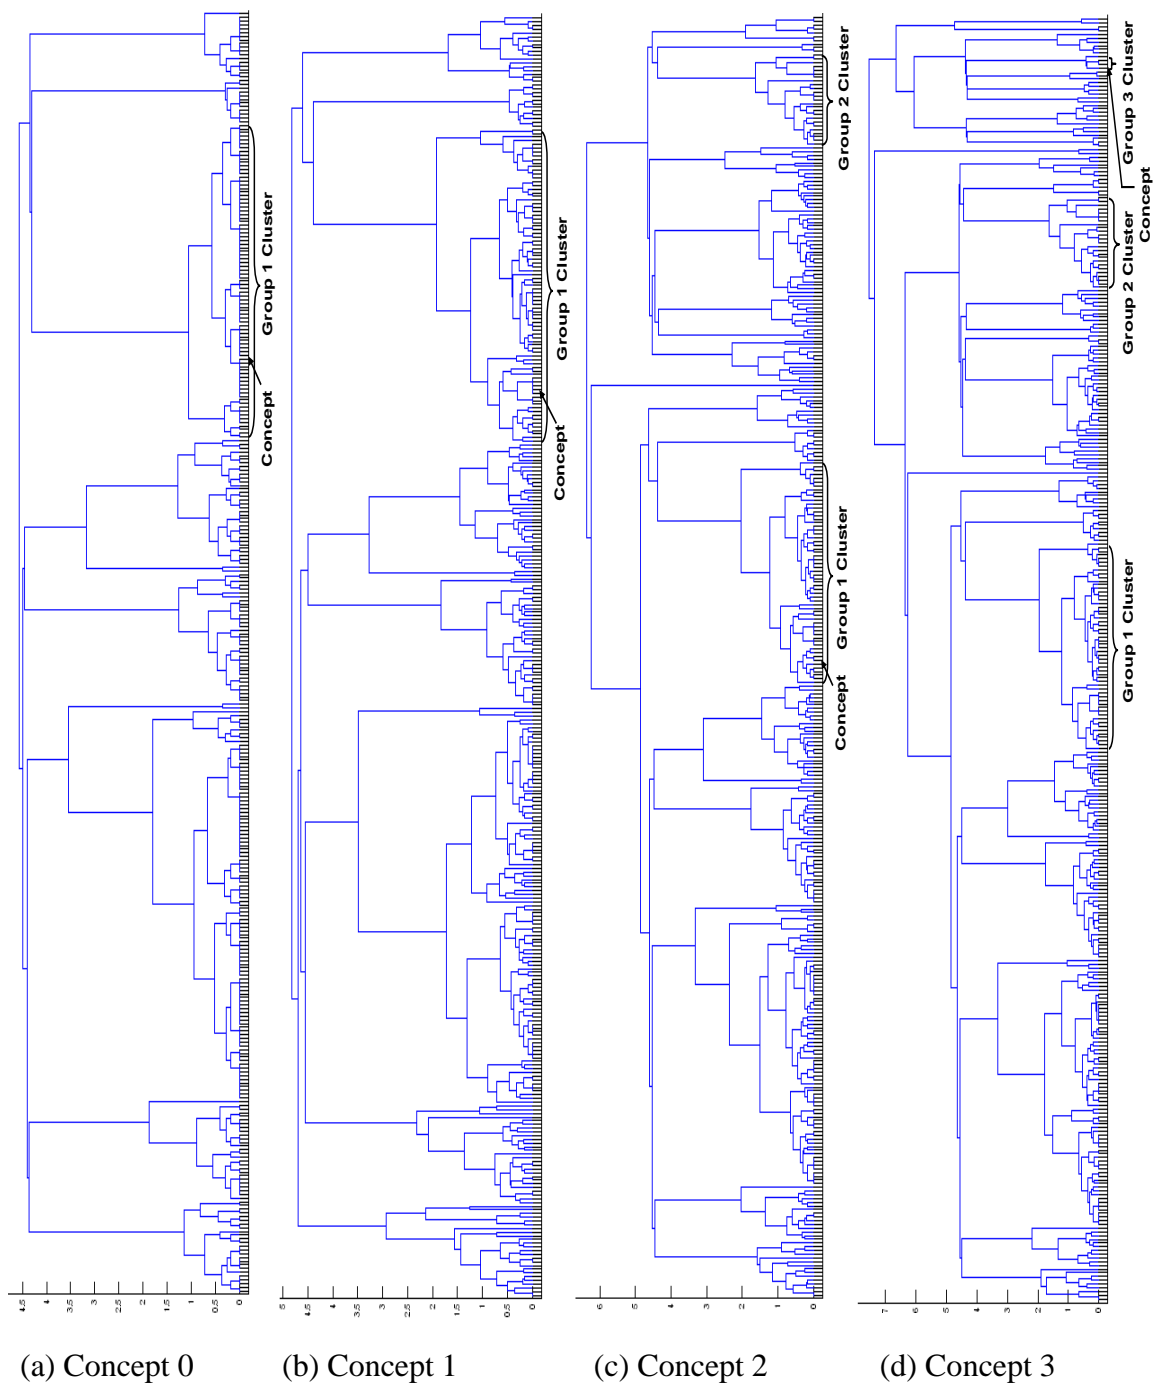 Group 1 Cluster
Concept
Group 1 Cluster
Concept
Group 2 Cluster
Group 1 Cluster
Concept
Group 3 Cluster
Concept
Group 2 Cluster
Group 1 Cluster
4.5 4 3.5 3 2.5 2 1.5 1 0.5 0
5 4.5 4 3.5 3 2.5 2 1.5 1 0.5 0
6 5 4 3 2 1 0
7 6 5 4 3 2 1 0
(a) Concept 0 (b) Concept 1 (c) Concept 2 (d) Concept 3